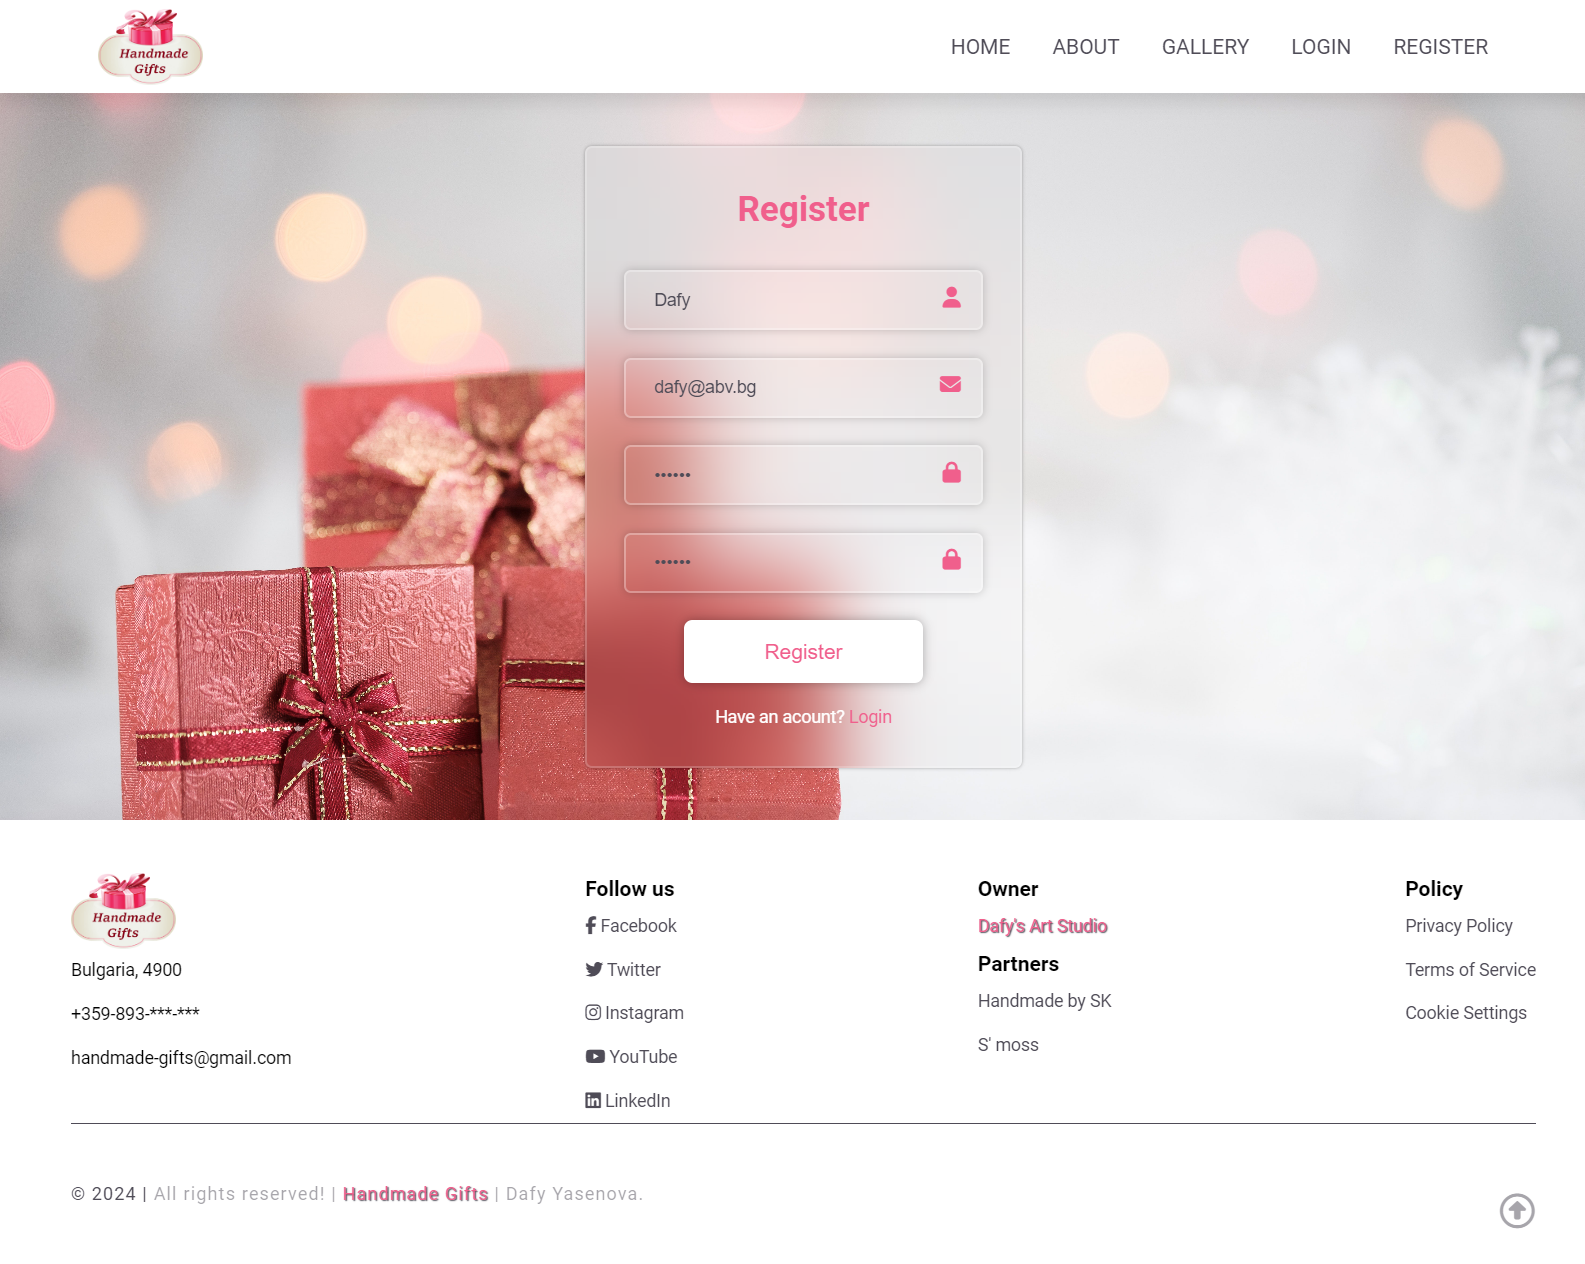 Handmade
Gifts
HOME ABOUT GALLERY LOGIN REGISTER
Register
Dafy
dafy@abv.bg
••••••
••••••
Register
Have an acount? Login
Handmade
Gifts
Bulgaria, 4900
+359-893-***-***
handmade-gifts@gmail.com
Follow us
Facebook
Twitter
Instagram
YouTube
LinkedIn
Owner
Dafy's Art Studio
Partners
Handmade by SK
S' moss
Policy
Privacy Policy
Terms of Service
Cookie Settings
© 2024 | All rights reserved! | Handmade Gifts | Dafy Yasenova.